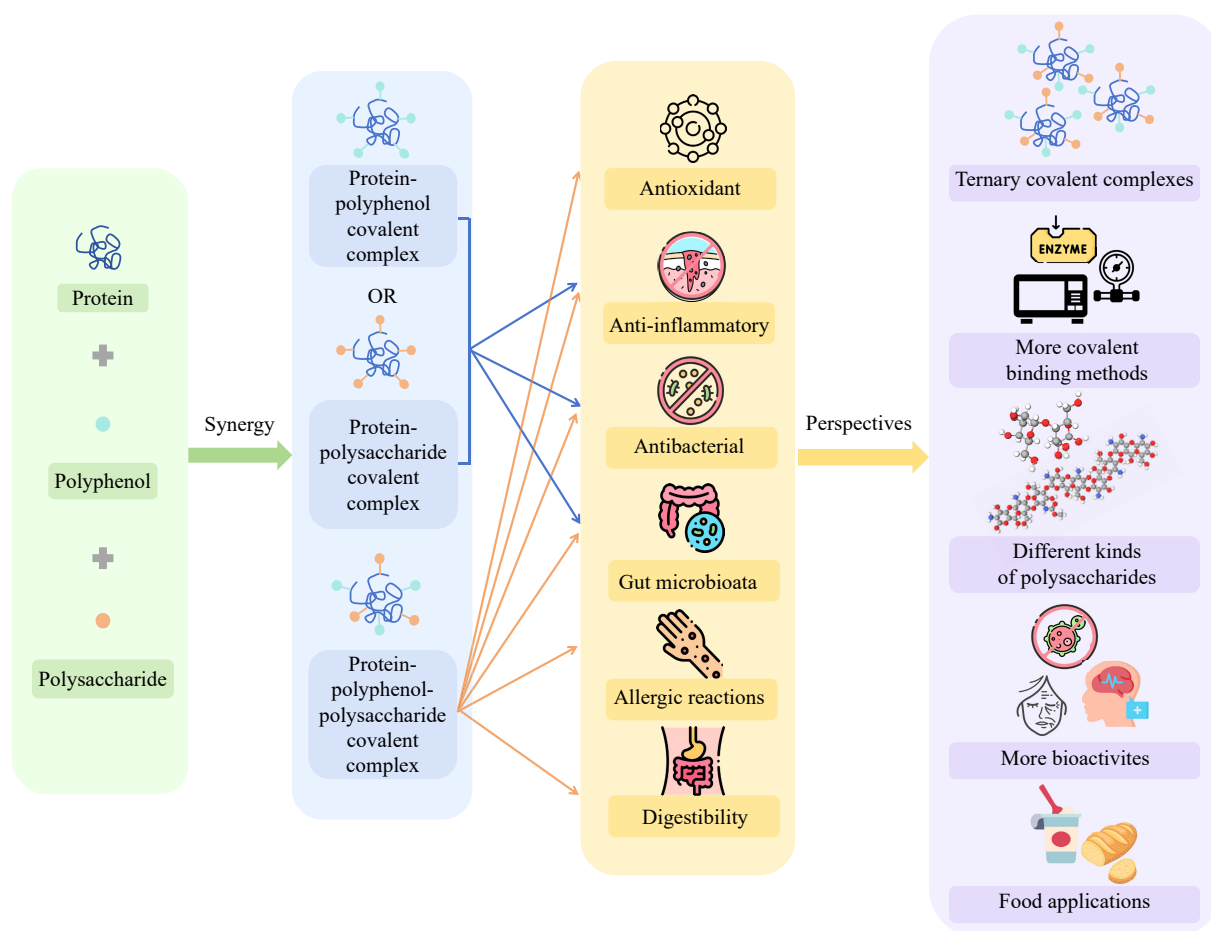 Protein
Polyphenol
Polysaccharide
Synergy
Protein-
polyphenol
covalent
complex
OR
Protein-
polysaccharide
covalent
complex
Protein-
polyphenol-
polysaccharide
covalent
complex
Antioxidant
Anti-inflammatory
Antibacterial
Gut microbioata
Allergic reactions
Digestibility
Perspectives
Ternary covalent complexes
ENZYME
More covalent
binding methods
Different kinds
of polysaccharides
More bioactivites
Food applications